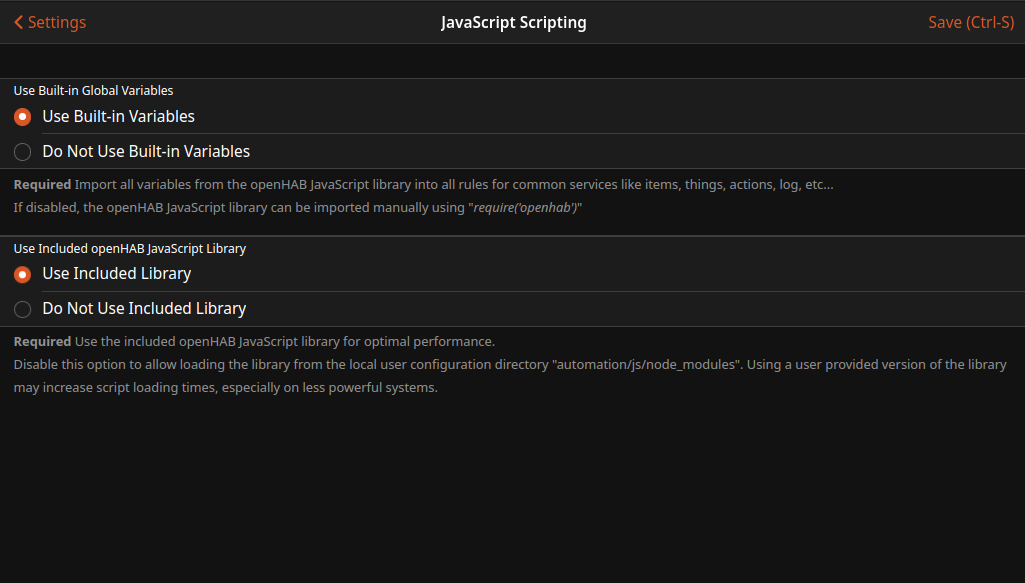 Settings
JavaScript Scripting
Save (Ctrl-S)
Use Built-in Global Variables
Use Built-in Variables
Do Not Use Built-in Variables
Required Import all variables from the openHAB JavaScript library into all rules for common services like items, things, actions, log, etc...
If disabled, the openHAB JavaScript library can be imported manually using "require('openhab')"
Use Included openHAB JavaScript Library
Use Included Library
Do Not Use Included Library
Required Use the included openHAB JavaScript library for optimal performance.
Disable this option to allow loading the library from the local user configuration directory "automation/js/node_modules". Using a user provided version of the library
may increase script loading times, especially on less powerful systems.